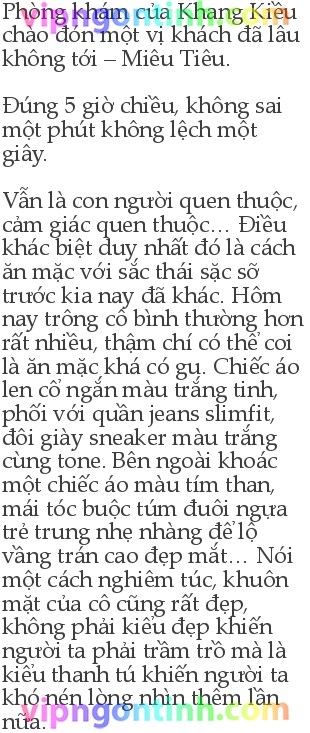 vipngontinh.com
Phòng khám của Khang Kiều
chào đón một vị khách đã lâu
không tới – Miêu Tiêu.
Đúng 5 giờ chiều, không sai
một phút không lệch một
giây.
Vẫn là con người quen thuộc,
cảm giác quen thuộc... Điều
khác biệt duy nhất đó là cách
ăn mặc với sắc thái sặc sỡ
trước kia nay đã khác. Hôm
nay trông cô bình thường hơn
rất nhiều, thậm chí có thể coi
là ăn mặc khá có gu. Chiếc áo
len cổ ngắn màu trắng tinh,
phối với quần jeans slimfit,
đôi giày sneaker màu trắng
cùng tone. Bên ngoài khoác
một chiếc áo màu tím than,
mái tóc buộc túm đuôi ngựa
trẻ trung nhẹ nhàng để lộ
vầng trán cao đẹp mắt... Nói
một cách nghiêm túc, khuôn
mặt của cô cũng rất đẹp,
không phải kiểu đẹp khiến
người ta phải trầm trồ mà là
kiểu thanh tú khiến người ta
khó nén lòng nhìn thêm lần
nữa.
vipngontinh.com